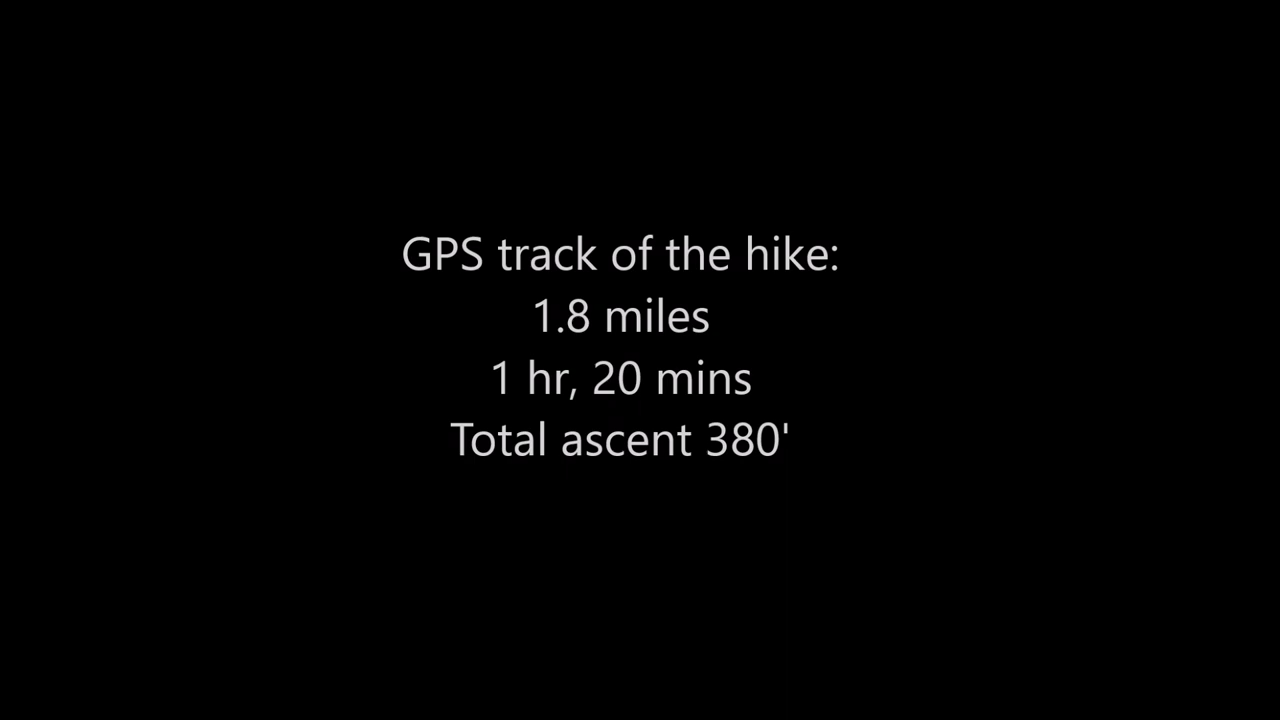 GPS track of the hike:
1.8 miles
1 hr, 20 mins
Total ascent 380'